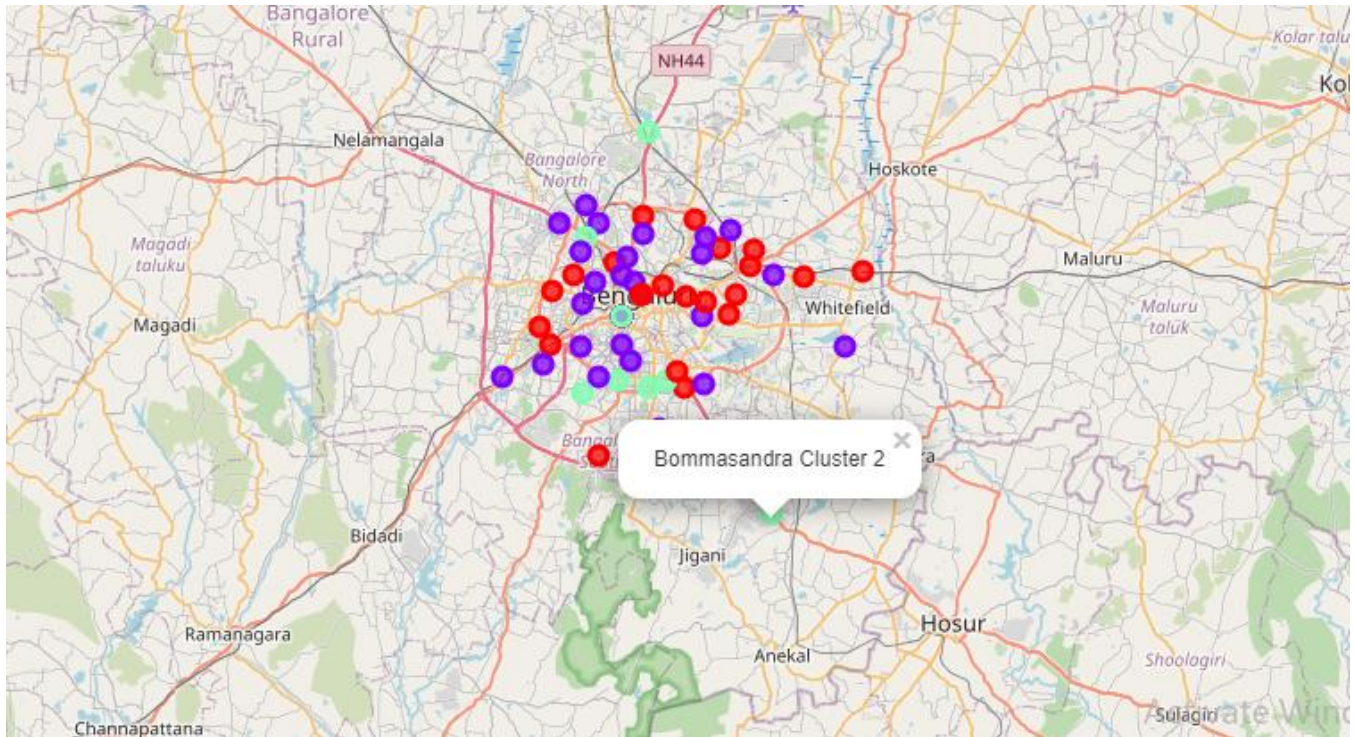 Bangalore
Rural
NH44
Kolar
Nelamangala
Bangalore
North
Hoskote
Magadi
taluku
Maluru
Whitefield
Maluru
taluk
Magadi
Bommasandra Cluster 2
×
Bidadi
Jigani
Hosur
Ramanagara
Anekal
Shoolagiri
Sulagiri
Channapattana